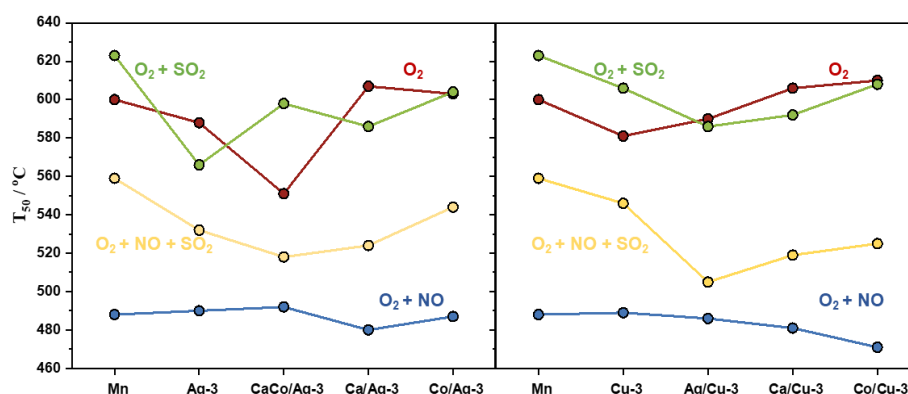 640
620
600
580
560
540
520
500
480
460
T50 / ºC
O2 + SO2
O2
O2 + NO + SO2
O2 + NO
O2 + SO2
O2
O2 + NO + SO2
O2 + NO
Mn
Ag-3
CaCo/Ag-3
Ca/Ag-3
Co/Ag-3
Mn
Cu-3
Ag/Cu-3
Ca/Cu-3
Co/Cu-3